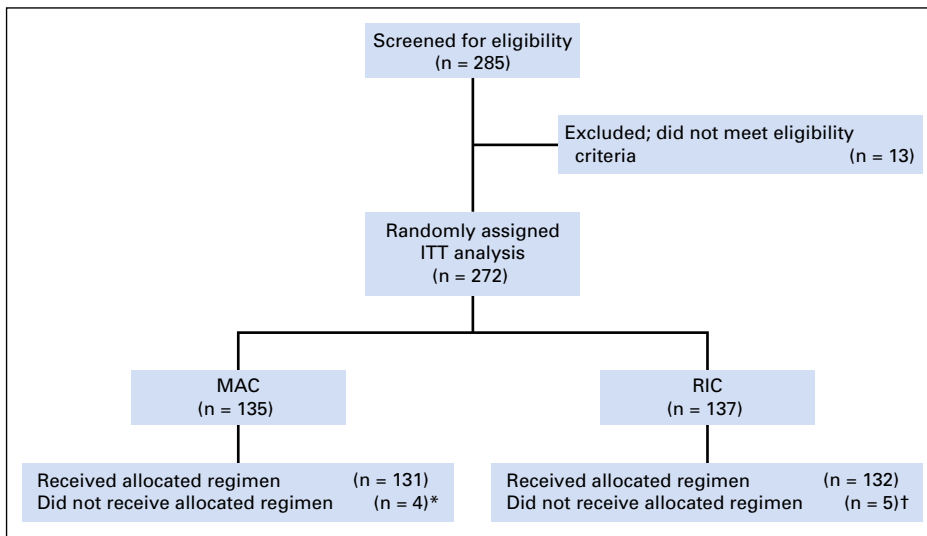 Screened for eligibility
(n = 285)
Excluded; did not meet eligibility
criteria (n = 13)
Randomly assigned
ITT analysis
(n = 272)
MAC
(n = 135)
RIC
(n = 137)
Received allocated regimen (n = 131)
Did not receive allocated regimen (n = 4)*
Received allocated regimen (n = 132)
Did not receive allocated regimen (n = 5)†